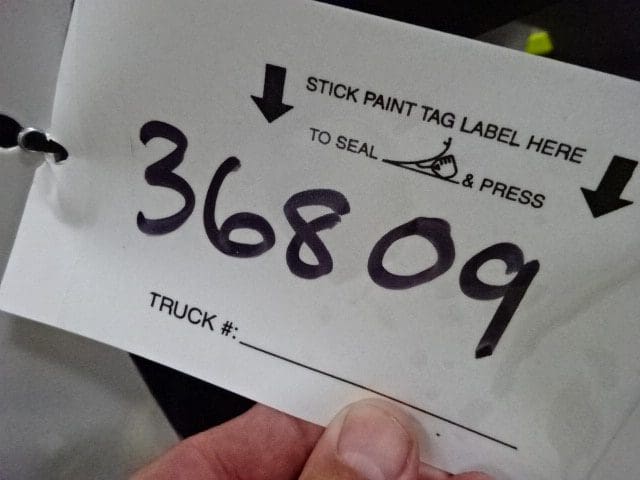 STICK PAINT TAG LABEL HERE
TO SEAL & PRESS
36809
TRUCK #: